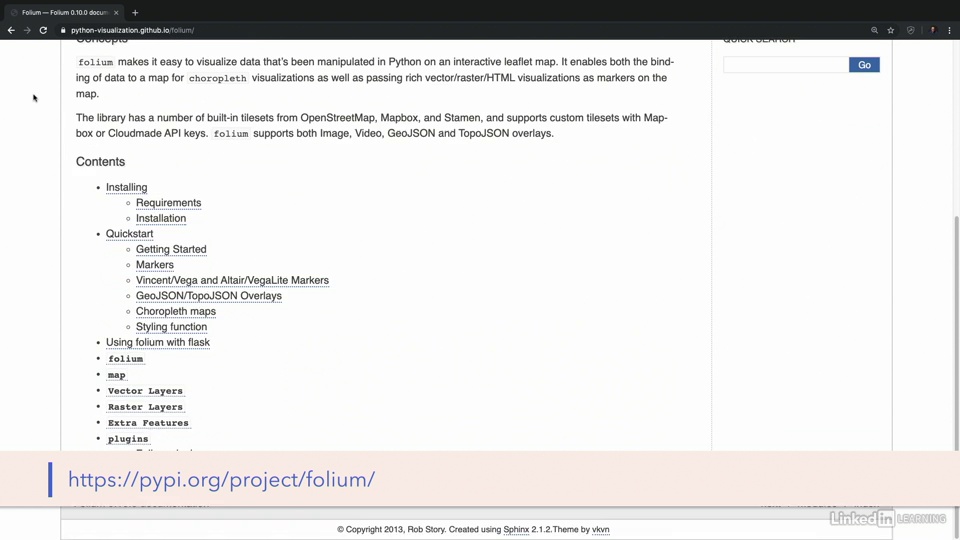 Folium — Folium 0.10.0 docum
python-visualization.github.io/folium/
Concepts
QUICK SEARCH
folium makes it easy to visualize data that's been manipulated in Python on an interactive leaflet map. It enables both the bind-
ing of data to a map for choropleth visualizations as well as passing rich vector/raster/HTML visualizations as markers on the
map.
Go
The library has a number of built-in tilesets from OpenStreetMap, Mapbox, and Stamen, and supports custom tilesets with Map-
box or Cloudmade API keys. folium supports both Image, Video, GeoJSON and TopoJSON overlays.
Contents
Installing
Requirements
Installation
Quickstart
Getting Started
Markers
Vincent/Vega and Altair/VegaLite Markers
GeoJSON/TopoJSON Overlays
Choropleth maps
Styling function
Using folium with flask
folium
map
Vector Layers
Raster Layers
Extra Features
plugins
https://pypi.org/project/folium/
© Copyright 2013, Rob Story. Created using Sphinx 2.1.2.Theme by vkvn
LinkedIn LEARNING